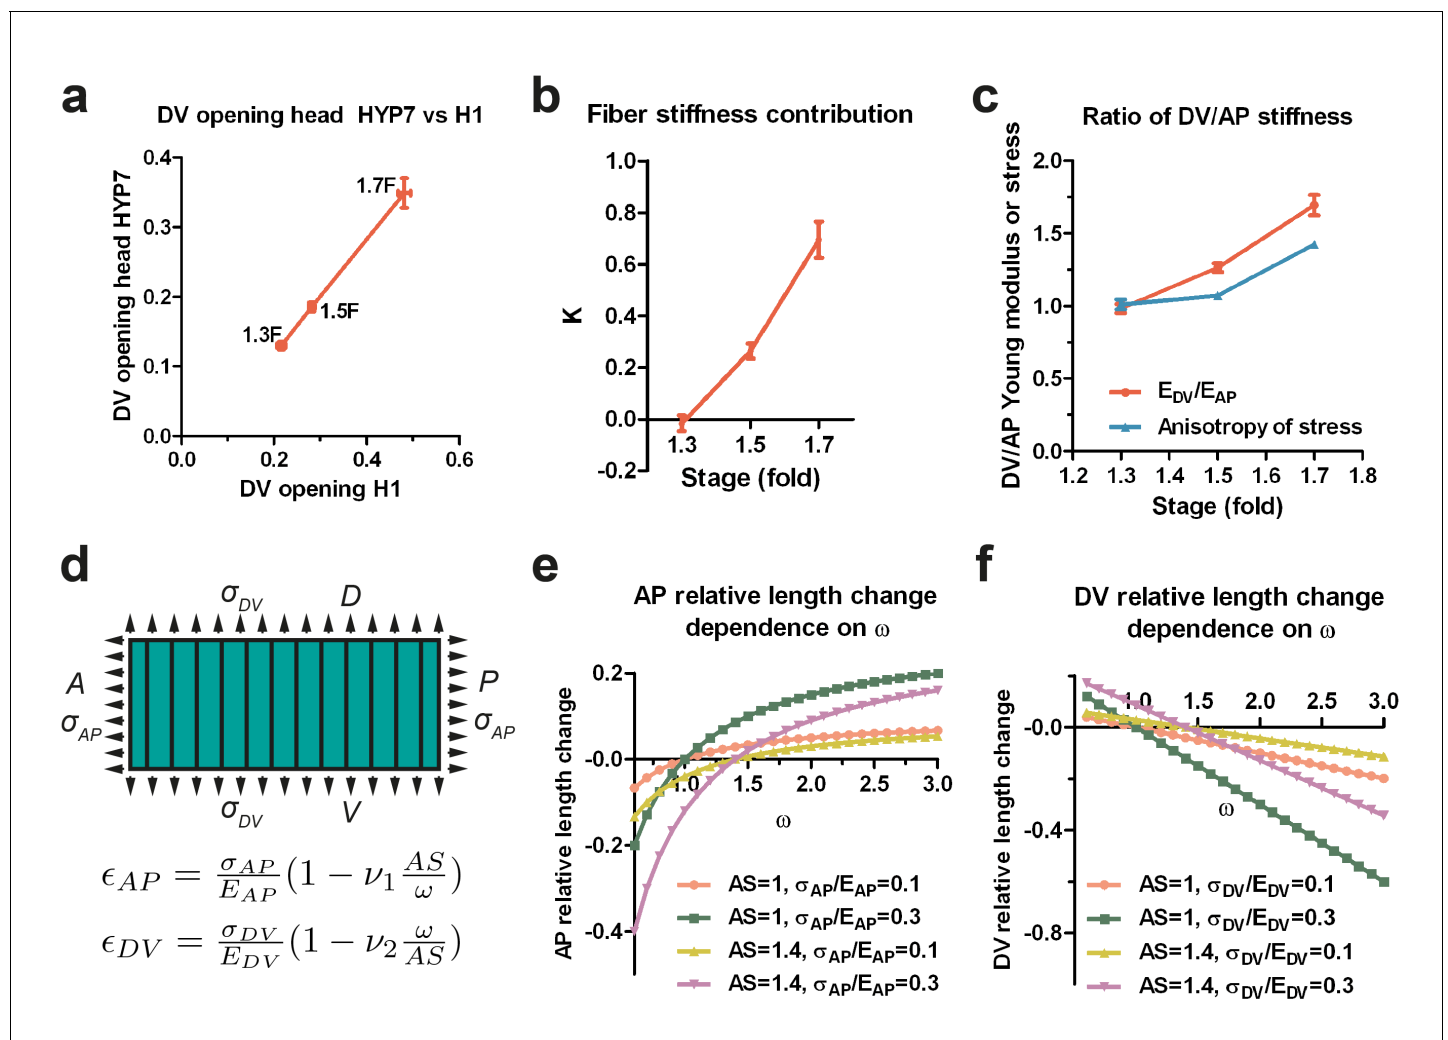 a
DV opening head HYP7 vs H1
DV opening head HYP7
0.4
0.3
0.2
0.1
0.0
1.7F
1.5F
1.3F
0.0 0.2 0.4 0.6
DV opening H1
b
Fiber stiffness contribution
K
1.0
0.8
0.6
0.4
0.2
0.0
-0.2
1.3 1.5 1.7
Stage (fold)
c
Ratio of DV/AP stiffness
DV/AP Young modulus or stress
2.0
1.5
1.0
0.5
0.0
E_DV/E_AP
Anisotropy of stress
1.2 1.3 1.4 1.5 1.6 1.7 1.8
Stage (fold)
d
σ_DV D
A P
σ_AP σ_AP
σ_DV V
ϵ_AP = σ_AP/E_AP (1 − ν₁ AS/ω)
ϵ_DV = σ_DV/E_DV (1 − ν₂ ω/AS)
e
AP relative length change
dependence on ω
AP relative length change
0.2
-0.0
-0.2
-0.4
1.0 1.5 2.0 2.5 3.0
ω
AS=1, σ_AP/E_AP=0.1
AS=1, σ_AP/E_AP=0.3
AS=1.4, σ_AP/E_AP=0.1
AS=1.4, σ_AP/E_AP=0.3
f
DV relative length change
dependence on ω
DV relative length change
-0.0
-0.4
-0.8
1.0 1.5 2.0 2.5 3.0
ω
AS=1, σ_DV/E_DV=0.1
AS=1, σ_DV/E_DV=0.3
AS=1.4, σ_DV/E_DV=0.1
AS=1.4, σ_DV/E_DV=0.3